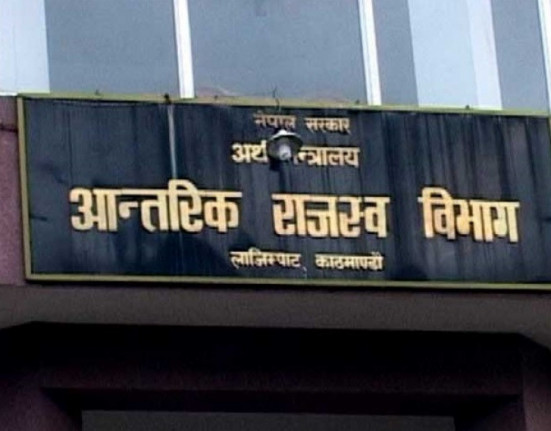 नेपाल सरकार
अर्थ मन्त्रालय
आन्तरिक राजस्व विभाग
लाजिम्पाट, काठमाण्डौ